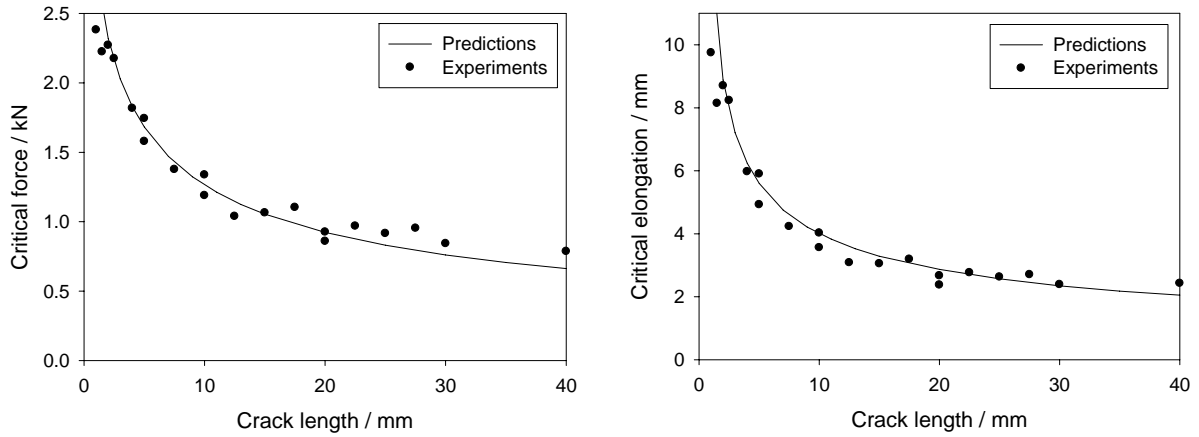 Critical force / kN
2.5
2.0
1.5
1.0
0.5
0.0
0 10 20 30 40
Crack length / mm
Predictions
Experiments
Critical elongation / mm
10
8
6
4
2
0
0 10 20 30 40
Crack length / mm
Predictions
Experiments